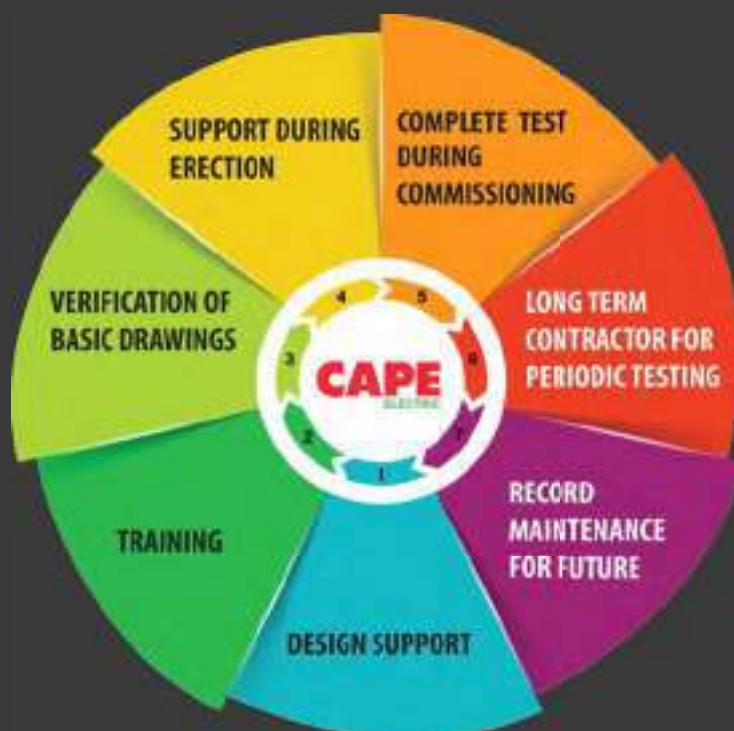 SUPPORT DURING
ERECTION
COMPLETE TEST
DURING
COMMISSIONING
VERIFICATION OF
BASIC DRAWINGS
LONG TERM
CONTRACTOR FOR
PERIODIC TESTING
4
5
3
6
CAPE
ELECTRIC
2
7
1
TRAINING
RECORD
MAINTENANCE
FOR FUTURE
DESIGN SUPPORT